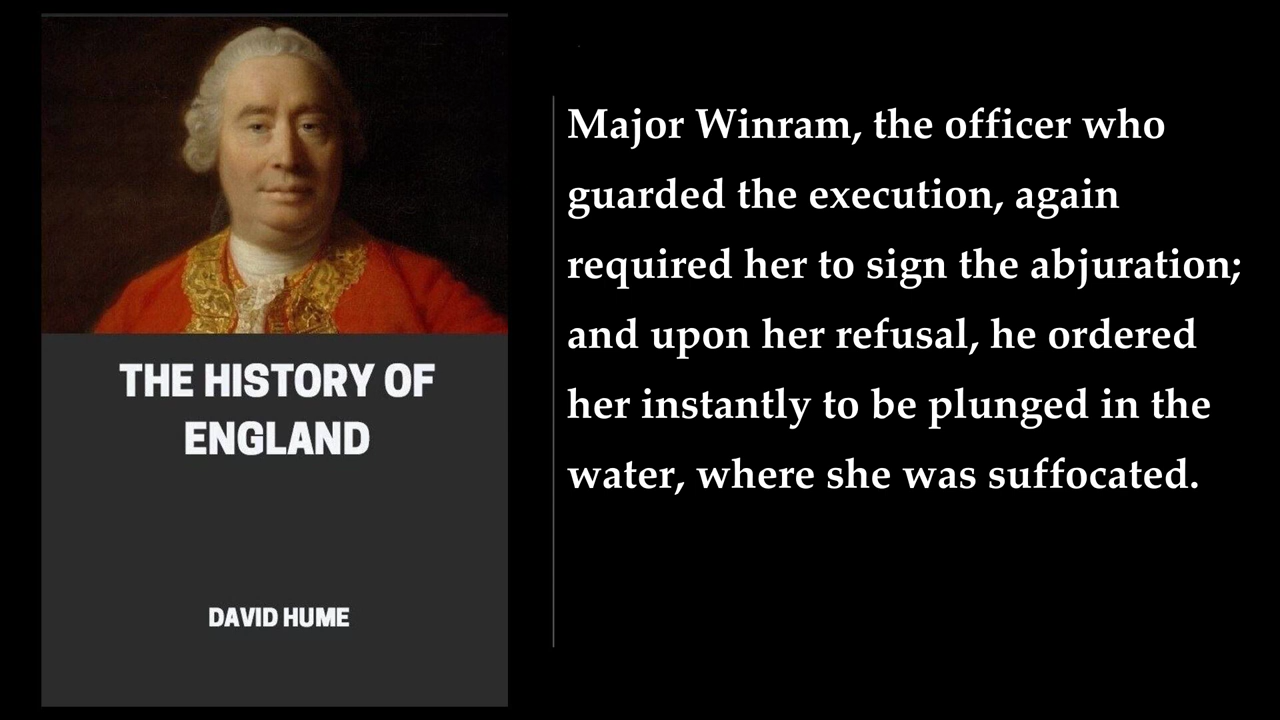 THE HISTORY OF
ENGLAND
DAVID HUME
Major Winram, the officer who
guarded the execution, again
required her to sign the abjuration;
and upon her refusal, he ordered
her instantly to be plunged in the
water, where she was suffocated.